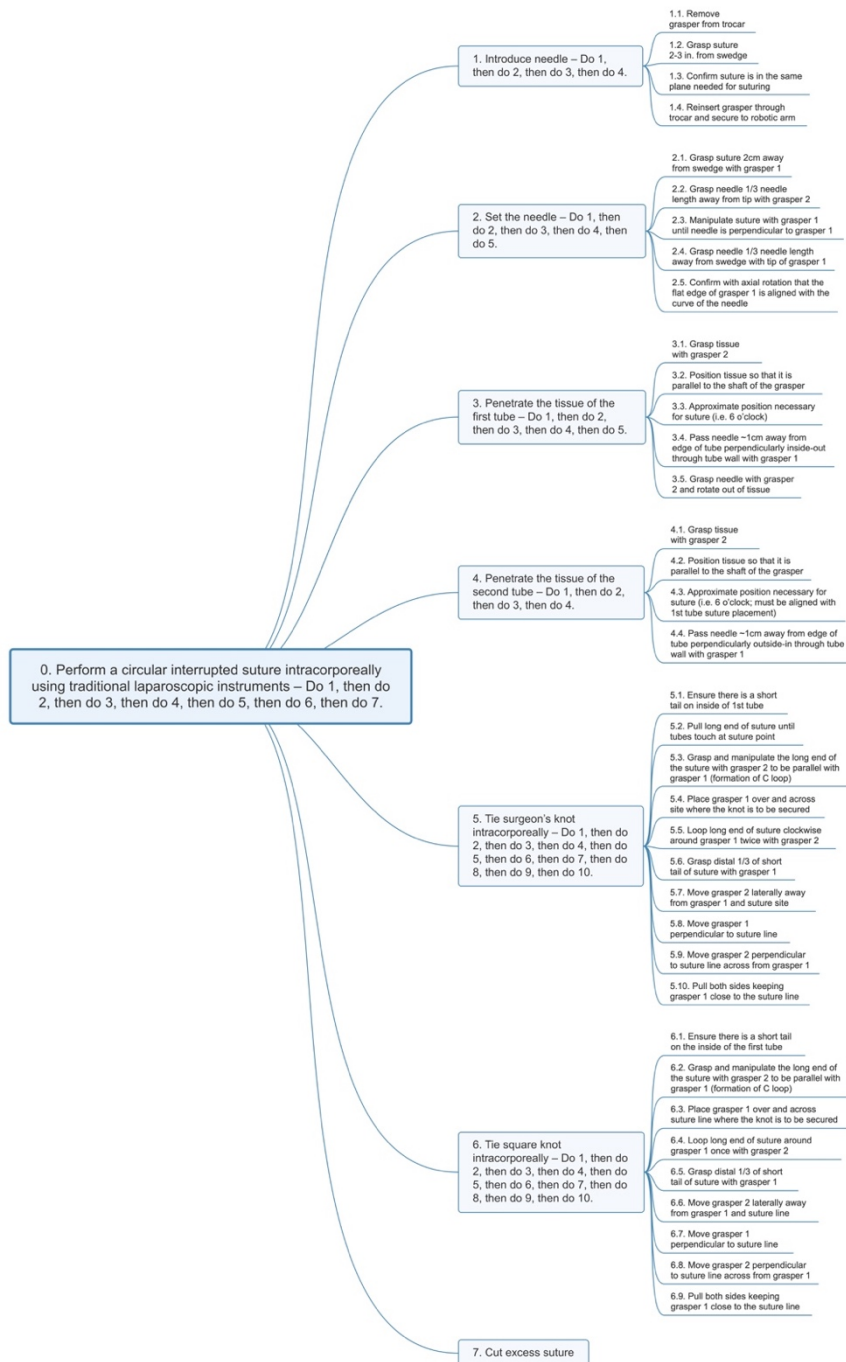 0. Perform a circular interrupted suture intracorporeally
using traditional laparoscopic instruments – Do 1, then do
2, then do 3, then do 4, then do 5, then do 6, then do 7.
1. Introduce needle – Do 1,
then do 2, then do 3, then do 4.
1.1. Remove
grasper from trocar
1.2. Grasp suture
2-3 in. from swedge
1.3. Confirm suture is in the same
plane needed for suturing
1.4. Reinsert grasper through
trocar and secure to robotic arm
2. Set the needle – Do 1, then
do 2, then do 3, then do 4, then
do 5.
2.1. Grasp suture 2cm away
from swedge with grasper 1
2.2. Grasp needle 1/3 needle
length away from tip with grasper 2
2.3. Manipulate suture with grasper 1
until needle is perpendicular to grasper 1
2.4. Grasp needle 1/3 needle length
away from swedge with tip of grasper 1
2.5. Confirm with axial rotation that the
flat edge of grasper 1 is aligned with the
curve of the needle
3. Penetrate the tissue of the
first tube – Do 1, then do 2,
then do 3, then do 4, then do 5.
3.1. Grasp tissue
with grasper 2
3.2. Position tissue so that it is
parallel to the shaft of the grasper
3.3. Approximate position necessary
for suture (i.e. 6 o'clock)
3.4. Pass needle ~1cm away from
edge of tube perpendicularly inside-out
through tube wall with grasper 1
3.5. Grasp needle with grasper
2 and rotate out of tissue
4. Penetrate the tissue of the
second tube – Do 1, then do 2,
then do 3, then do 4.
4.1. Grasp tissue
with grasper 2
4.2. Position tissue so that it is
parallel to the shaft of the grasper
4.3. Approximate position necessary for
suture (i.e. 6 o'clock; must be aligned with
1st tube suture placement)
4.4. Pass needle ~1cm away from edge of
tube perpendicularly outside-in through tube
wall with grasper 1
5. Tie surgeon's knot
intracorporeally – Do 1, then do
2, then do 3, then do 4, then do
5, then do 6, then do 7, then do
8, then do 9, then do 10.
5.1. Ensure there is a short
tail on inside of 1st tube
5.2. Pull long end of suture until
tubes touch at suture point
5.3. Grasp and manipulate the long end of
the suture with grasper 2 to be parallel with
grasper 1 (formation of C loop)
5.4. Place grasper 1 over and across
site where the knot is to be secured
5.5. Loop long end of suture clockwise
around grasper 1 twice with grasper 2
5.6. Grasp distal 1/3 of short
tail of suture with grasper 1
5.7. Move grasper 2 laterally away
from grasper 1 and suture site
5.8. Move grasper 1
perpendicular to suture line
5.9. Move grasper 2 perpendicular
to suture line across from grasper 1
5.10. Pull both sides keeping
grasper 1 close to the suture line
6. Tie square knot
intracorporeally – Do 1, then do
2, then do 3, then do 4, then do
5, then do 6, then do 7, then do
8, then do 9, then do 10.
6.1. Ensure there is a short tail
on the inside of the first tube
6.2. Grasp and manipulate the long end of
the suture with grasper 2 to be parallel with
grasper 1 (formation of C loop)
6.3. Place grasper 1 over and across
suture line where the knot is to be secured
6.4. Loop long end of suture around
grasper 1 once with grasper 2
6.5. Grasp distal 1/3 of short
tail of suture with grasper 1
6.6. Move grasper 2 laterally away
from grasper 1 and suture line
6.7. Move grasper 1
perpendicular to suture line
6.8. Move grasper 2 perpendicular
to suture line across from grasper 1
6.9. Pull both sides keeping
grasper 1 close to the suture line
7. Cut excess suture